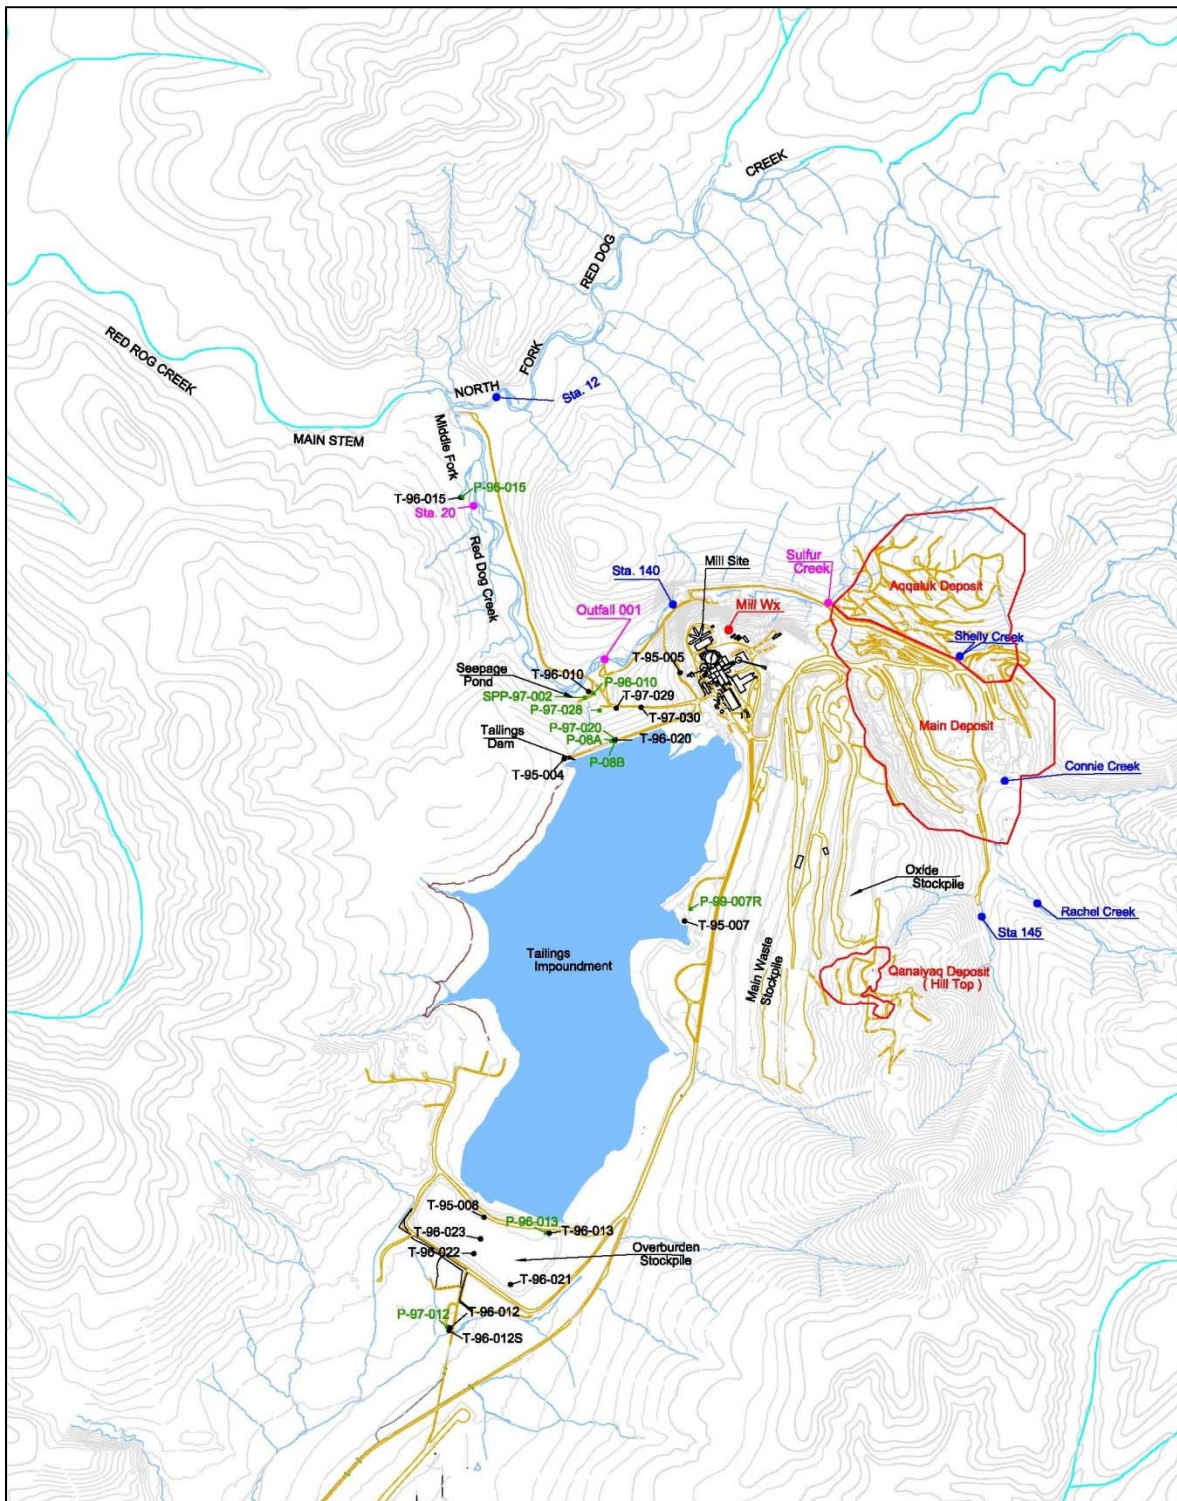 CREEK
RED DOG
FORK
NORTH
Sta. 12
RED ROG CREEK
MAIN STEM
Middle Fork
P-96-015
T-96-015
Sta. 20
Red Dog Creek
Sulfur
Creek
Mill Site
Aqqaluk Deposit
Sta. 140
Mill Wx
Outfall 001
Shelly Creek
T-95-005
Seepage
Pond
T-96-010
P-96-010
SPP-97-002
T-97-029
P-97-028
T-97-030
P-97-020
P-08A
T-96-020
P-08B
Tailings
Dam
T-95-004
Main Deposit
Connie Creek
Oxide
Stockpile
P-99-007R
T-95-007
Rachel Creek
Sta 145
Tailings
Impoundment
Main Waste
Stockpile
Qanaiyaq Deposit
( Hill Top )
T-95-008
P-96-013
T-96-013
T-96-023
T-96-022
Overburden
Stockpile
T-96-021
P-97-012
T-96-012
T-96-012S